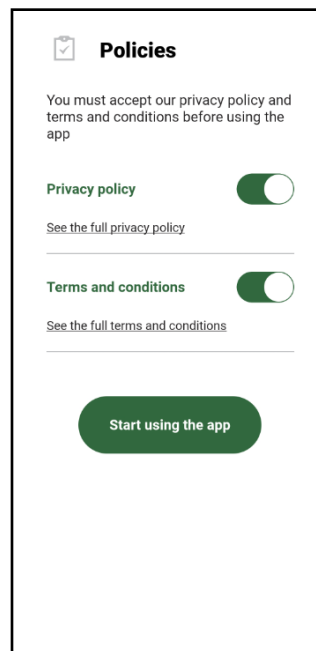 Policies
You must accept our privacy policy and
terms and conditions before using the
app
Privacy policy
See the full privacy policy
Terms and conditions
See the full terms and conditions
Start using the app